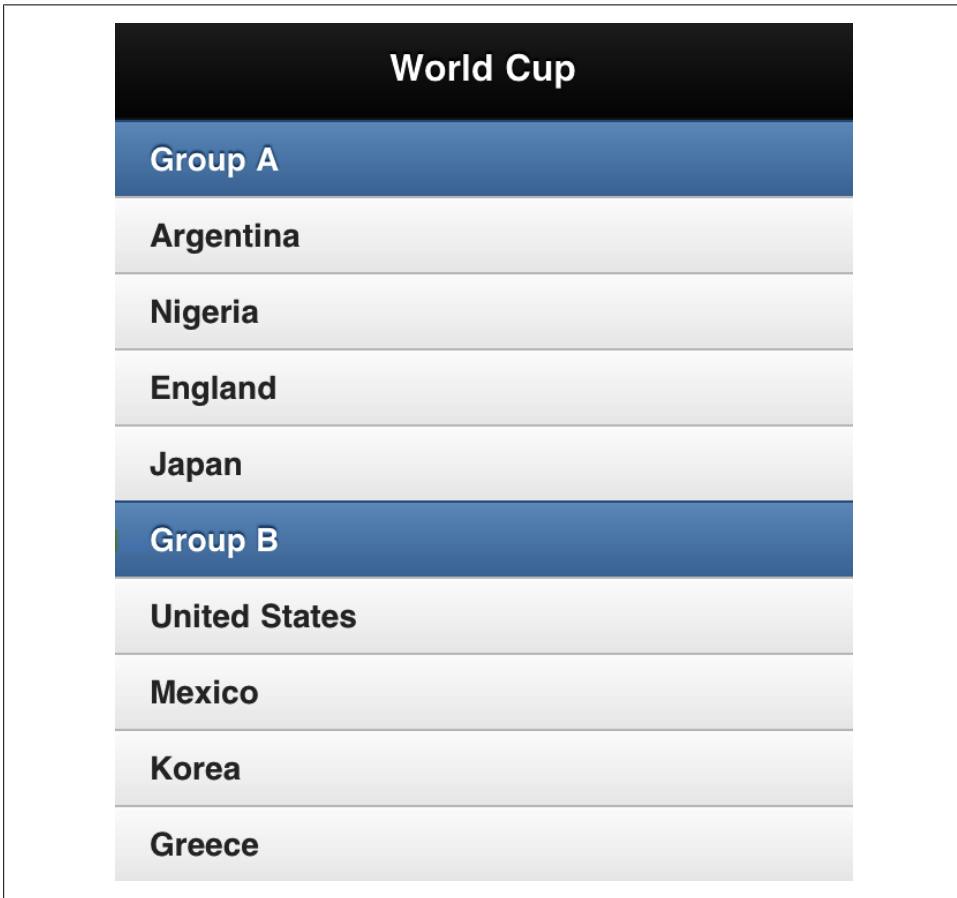 World Cup
Group A
Argentina
Nigeria
England
Japan
Group B
United States
Mexico
Korea
Greece